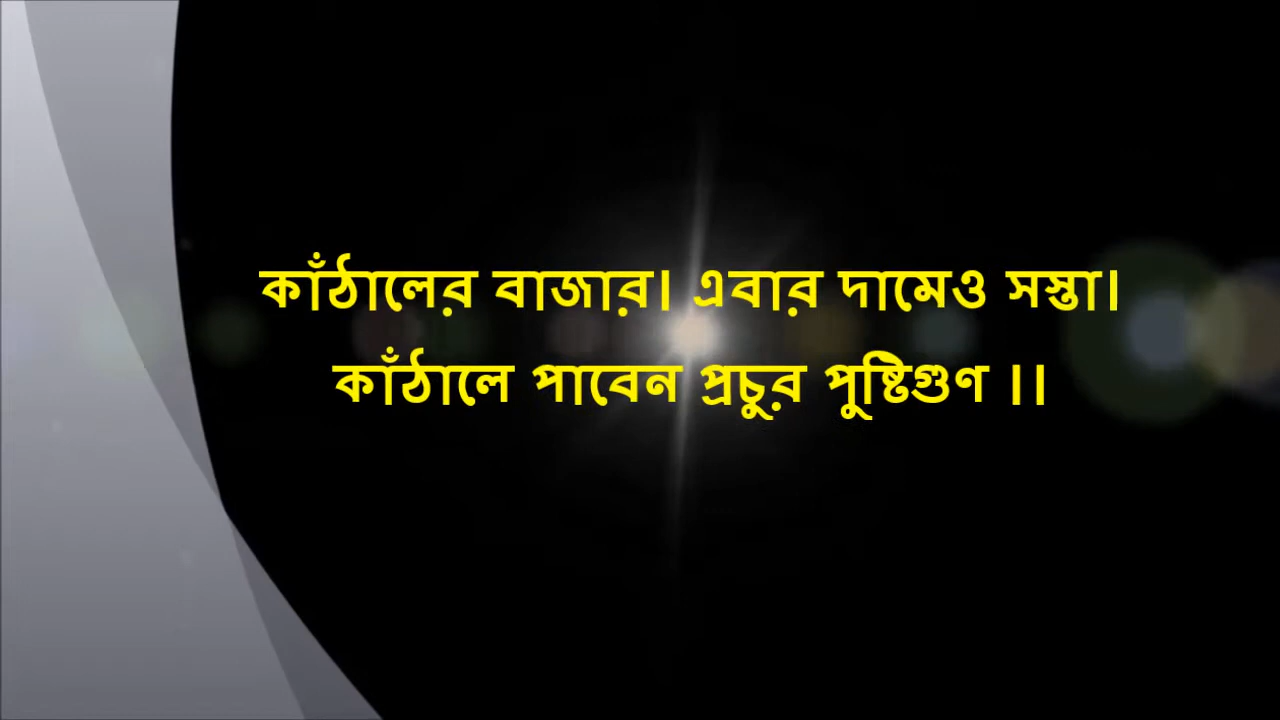 কাঁঠালের বাজার। এবার দামেও সস্তা।
কাঁঠালে পাবেন প্রচুর পুষ্টিগুণ ।।